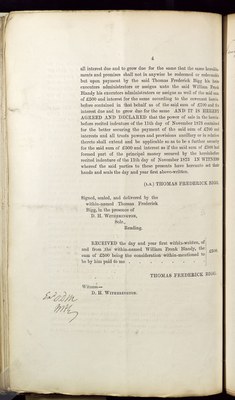 4
all interest due and to grow due for the same that the same heredita-
ments and premises shall not in anywise be redeemed or redeemable
but upon payment by the said Thomas Frederick Rigg his heirs
executors administrators or assigns unto the said William Frank
Blandy his executors administrators or assigns as well of the said sum
of £200 and interest for the same according to the covenant herein-
before contained in that behalf as of the said sum of £700 and the
interest due and to grow due for the same AND IT IS HEREBY
AGREED AND DECLARED that the power of sale in the herein-
before recited indenture of the 11th day of November 1873 contained
for the better securing the payment of the said sum of £700 and
interest and all trusts powers and provisions ancillary or in relation
thereto shall extend and be applicable so as to be a further security
for the said sum of £200 and interest as if the said sum of £200 had
formed part of the principal money secured by the hereinbefore
recited indenture of the 11th day of November 1873 IN WITNESS
whereof the said parties to these presents have hereunto set their
hands and seals the day and year first above-written.
(L.S.) THOMAS FREDERICK RIGG.
Signed, sealed, and delivered by the
within-named Thomas Frederick
Rigg, in the presence of
D. H. Witherington,
Solr.,
Reading.
RECEIVED the day and year first within-written, of
and from the within-named William Frank Blandy, the
sum of £200 being the consideration within-mentioned to
be by him paid to me
£200.
THOMAS FREDERICK RIGG.
Witness—
D. H. Witherington.